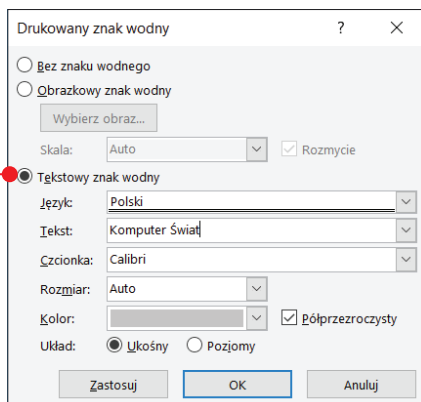 Drukowany znak wodny ? ×
Bez znaku wodnego
Obrazkowy znak wodny
Wybierz obraz...
Skala: Auto Rozmycie
Tekstowy znak wodny
Język: Polski
Tekst: Komputer Świat
Czcionka: Calibri
Rozmiar: Auto
Kolor: Półprzezroczysty
Układ: Ukośny Poziomy
Zastosuj OK Anuluj